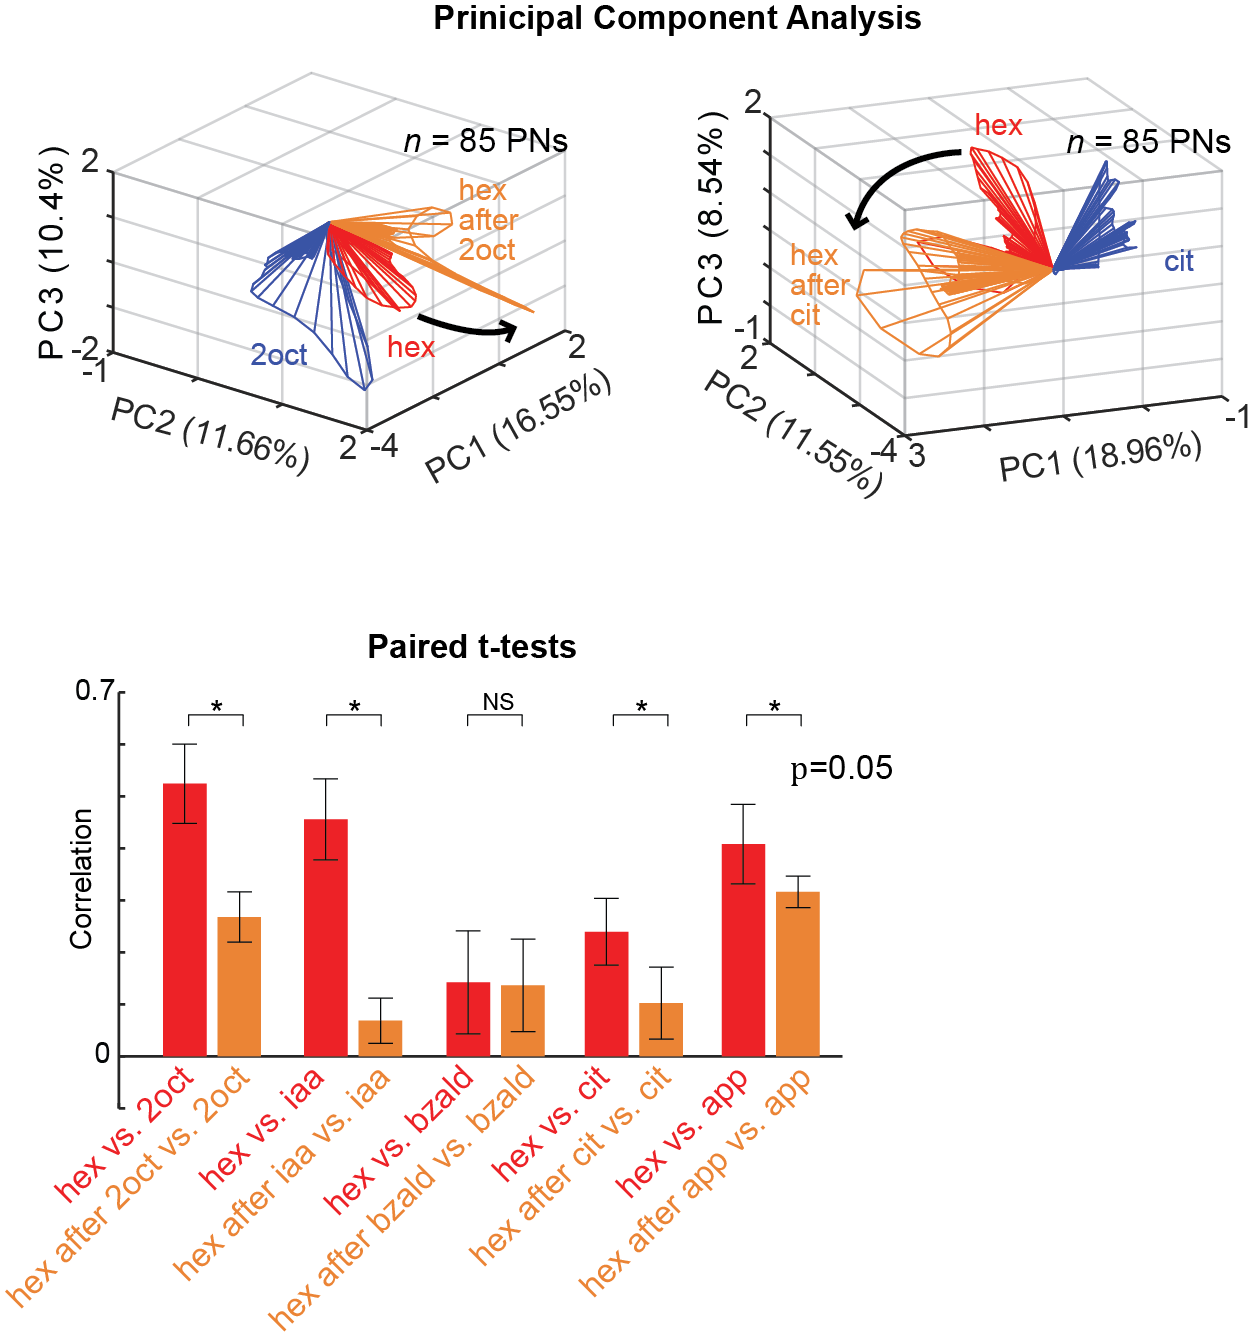 Prinicipal Component Analysis
n = 85 PNs
hex
after
2oct
2oct
hex
2
-2
PC3 (10.4%)
-1
PC2 (11.66%)
2
-4
PC1 (16.55%)
2
hex
n = 85 PNs
hex
after
cit
cit
2
-1
PC3 (8.54%)
2
PC2 (11.55%)
-4
3
PC1 (18.96%)
-1
Paired t-tests
0.7
0
Correlation
*
*
NS
*
*
p=0.05
hex vs. 2oct
hex after 2oct vs. 2oct
hex vs. iaa
hex after iaa vs. iaa
hex vs. bzald
hex after bzald vs. bzald
hex vs. cit
hex after cit vs. cit
hex vs. app
hex after app vs. app